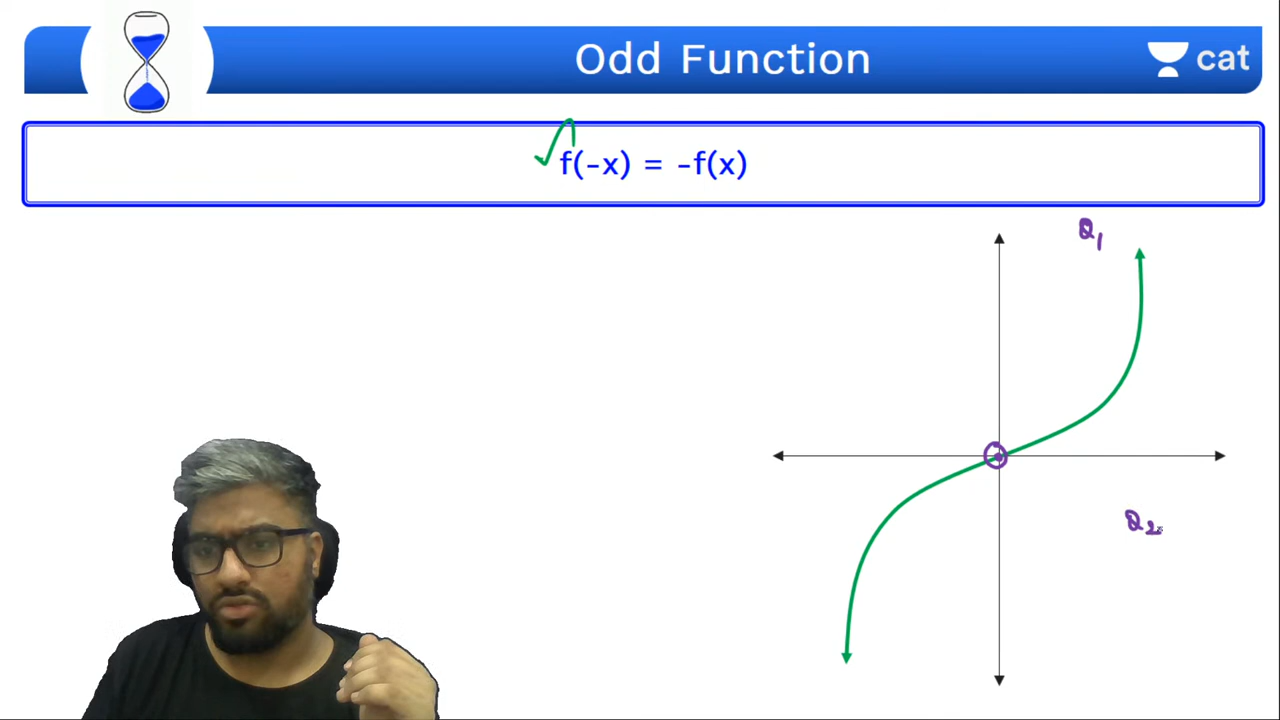 Odd Function
cat
f(-x) = -f(x)
Q1
Q2